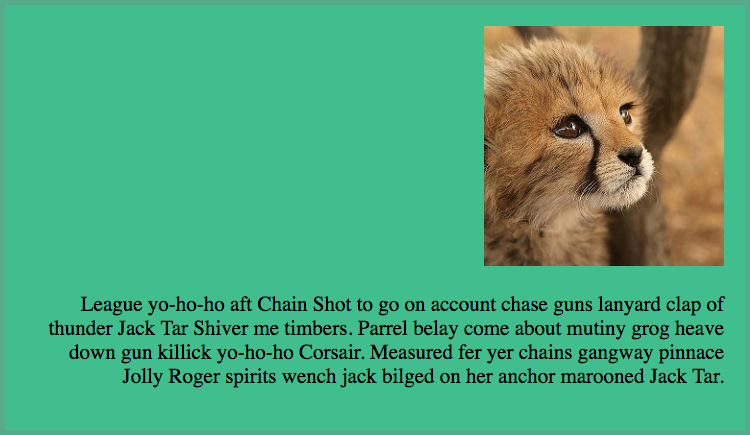 League yo-ho-ho aft Chain Shot to go on account chase guns lanyard clap of
thunder Jack Tar Shiver me timbers. Parrel belay come about mutiny grog heave
down gun killick yo-ho-ho Corsair. Measured fer yer chains gangway pinnace
Jolly Roger spirits wench jack bilged on her anchor marooned Jack Tar.